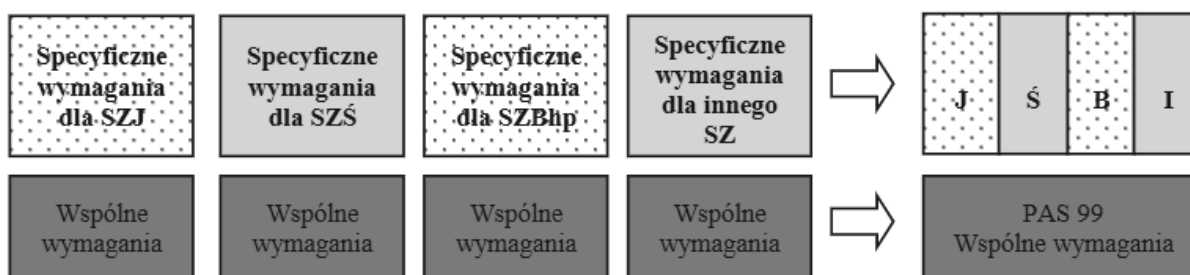 Specyficzne
wymagania
dla SZJ
Specyficzne
wymagania
dla SZŚ
Specyficzne
wymagania
dla SZBhp
Specyficzne
wymagania
dla innego
SZ
J
Ś
B
I
Wspólne
wymagania
Wspólne
wymagania
Wspólne
wymagania
Wspólne
wymagania
PAS 99
Wspólne wymagania